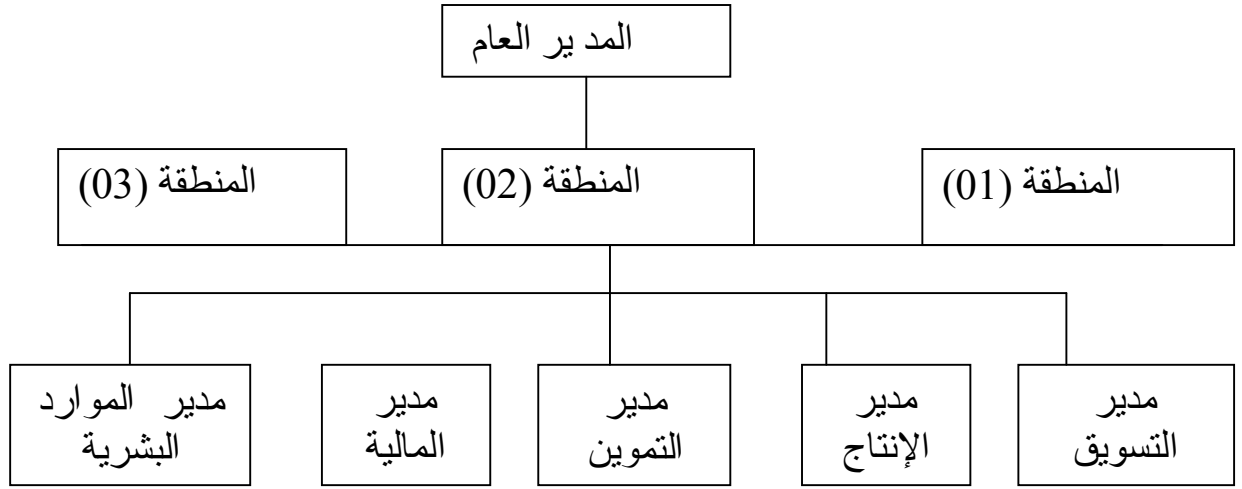 المد ير العام
المنطقة (01)
المنطقة (02)
المنطقة (03)
مدير
التسويق
مدير
الإنتاج
مدير
التموين
مدير
المالية
مدير الموارد
البشرية